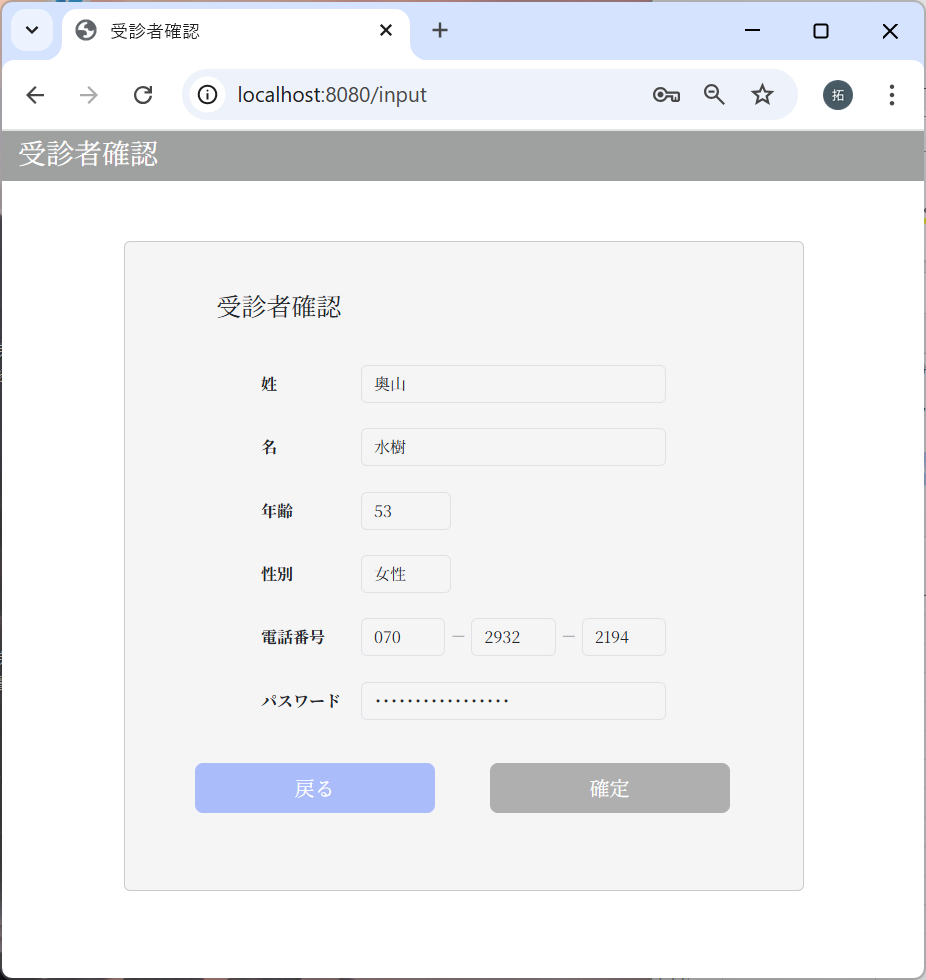 受診者確認
localhost:8080/input
拓
受診者確認
受診者確認
姓 奥山
名 水樹
年齢 53
性別 女性
電話番号 070 — 2932 — 2194
パスワード •••••••••••••••••
戻る 確定